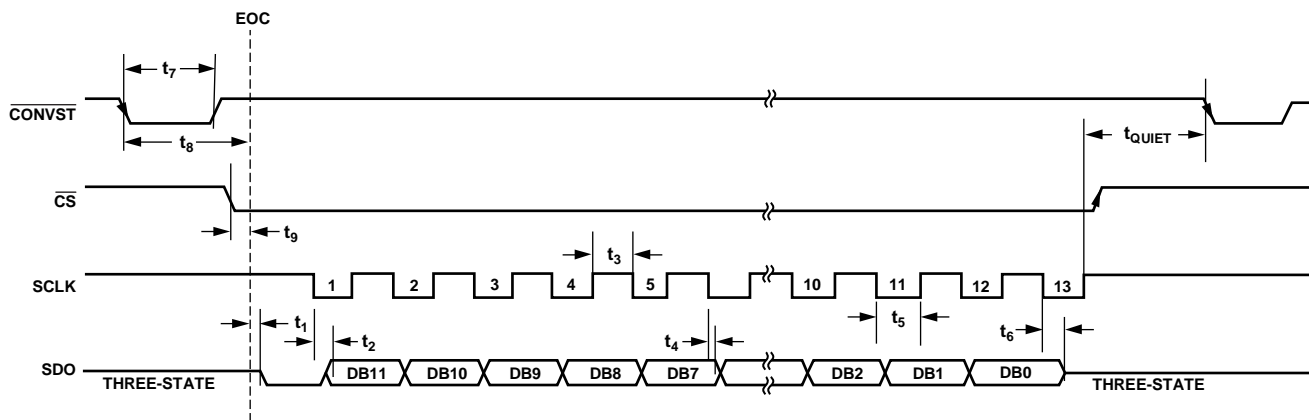 EOC
t7
CONVST
t8
tQUIET
CS
t9
t3
SCLK
1 2 3 4 5 10 11 12 13
t1
t2
t4
t5
t6
SDO
THREE-STATE
DB11 DB10 DB9 DB8 DB7 DB2 DB1 DB0
THREE-STATE